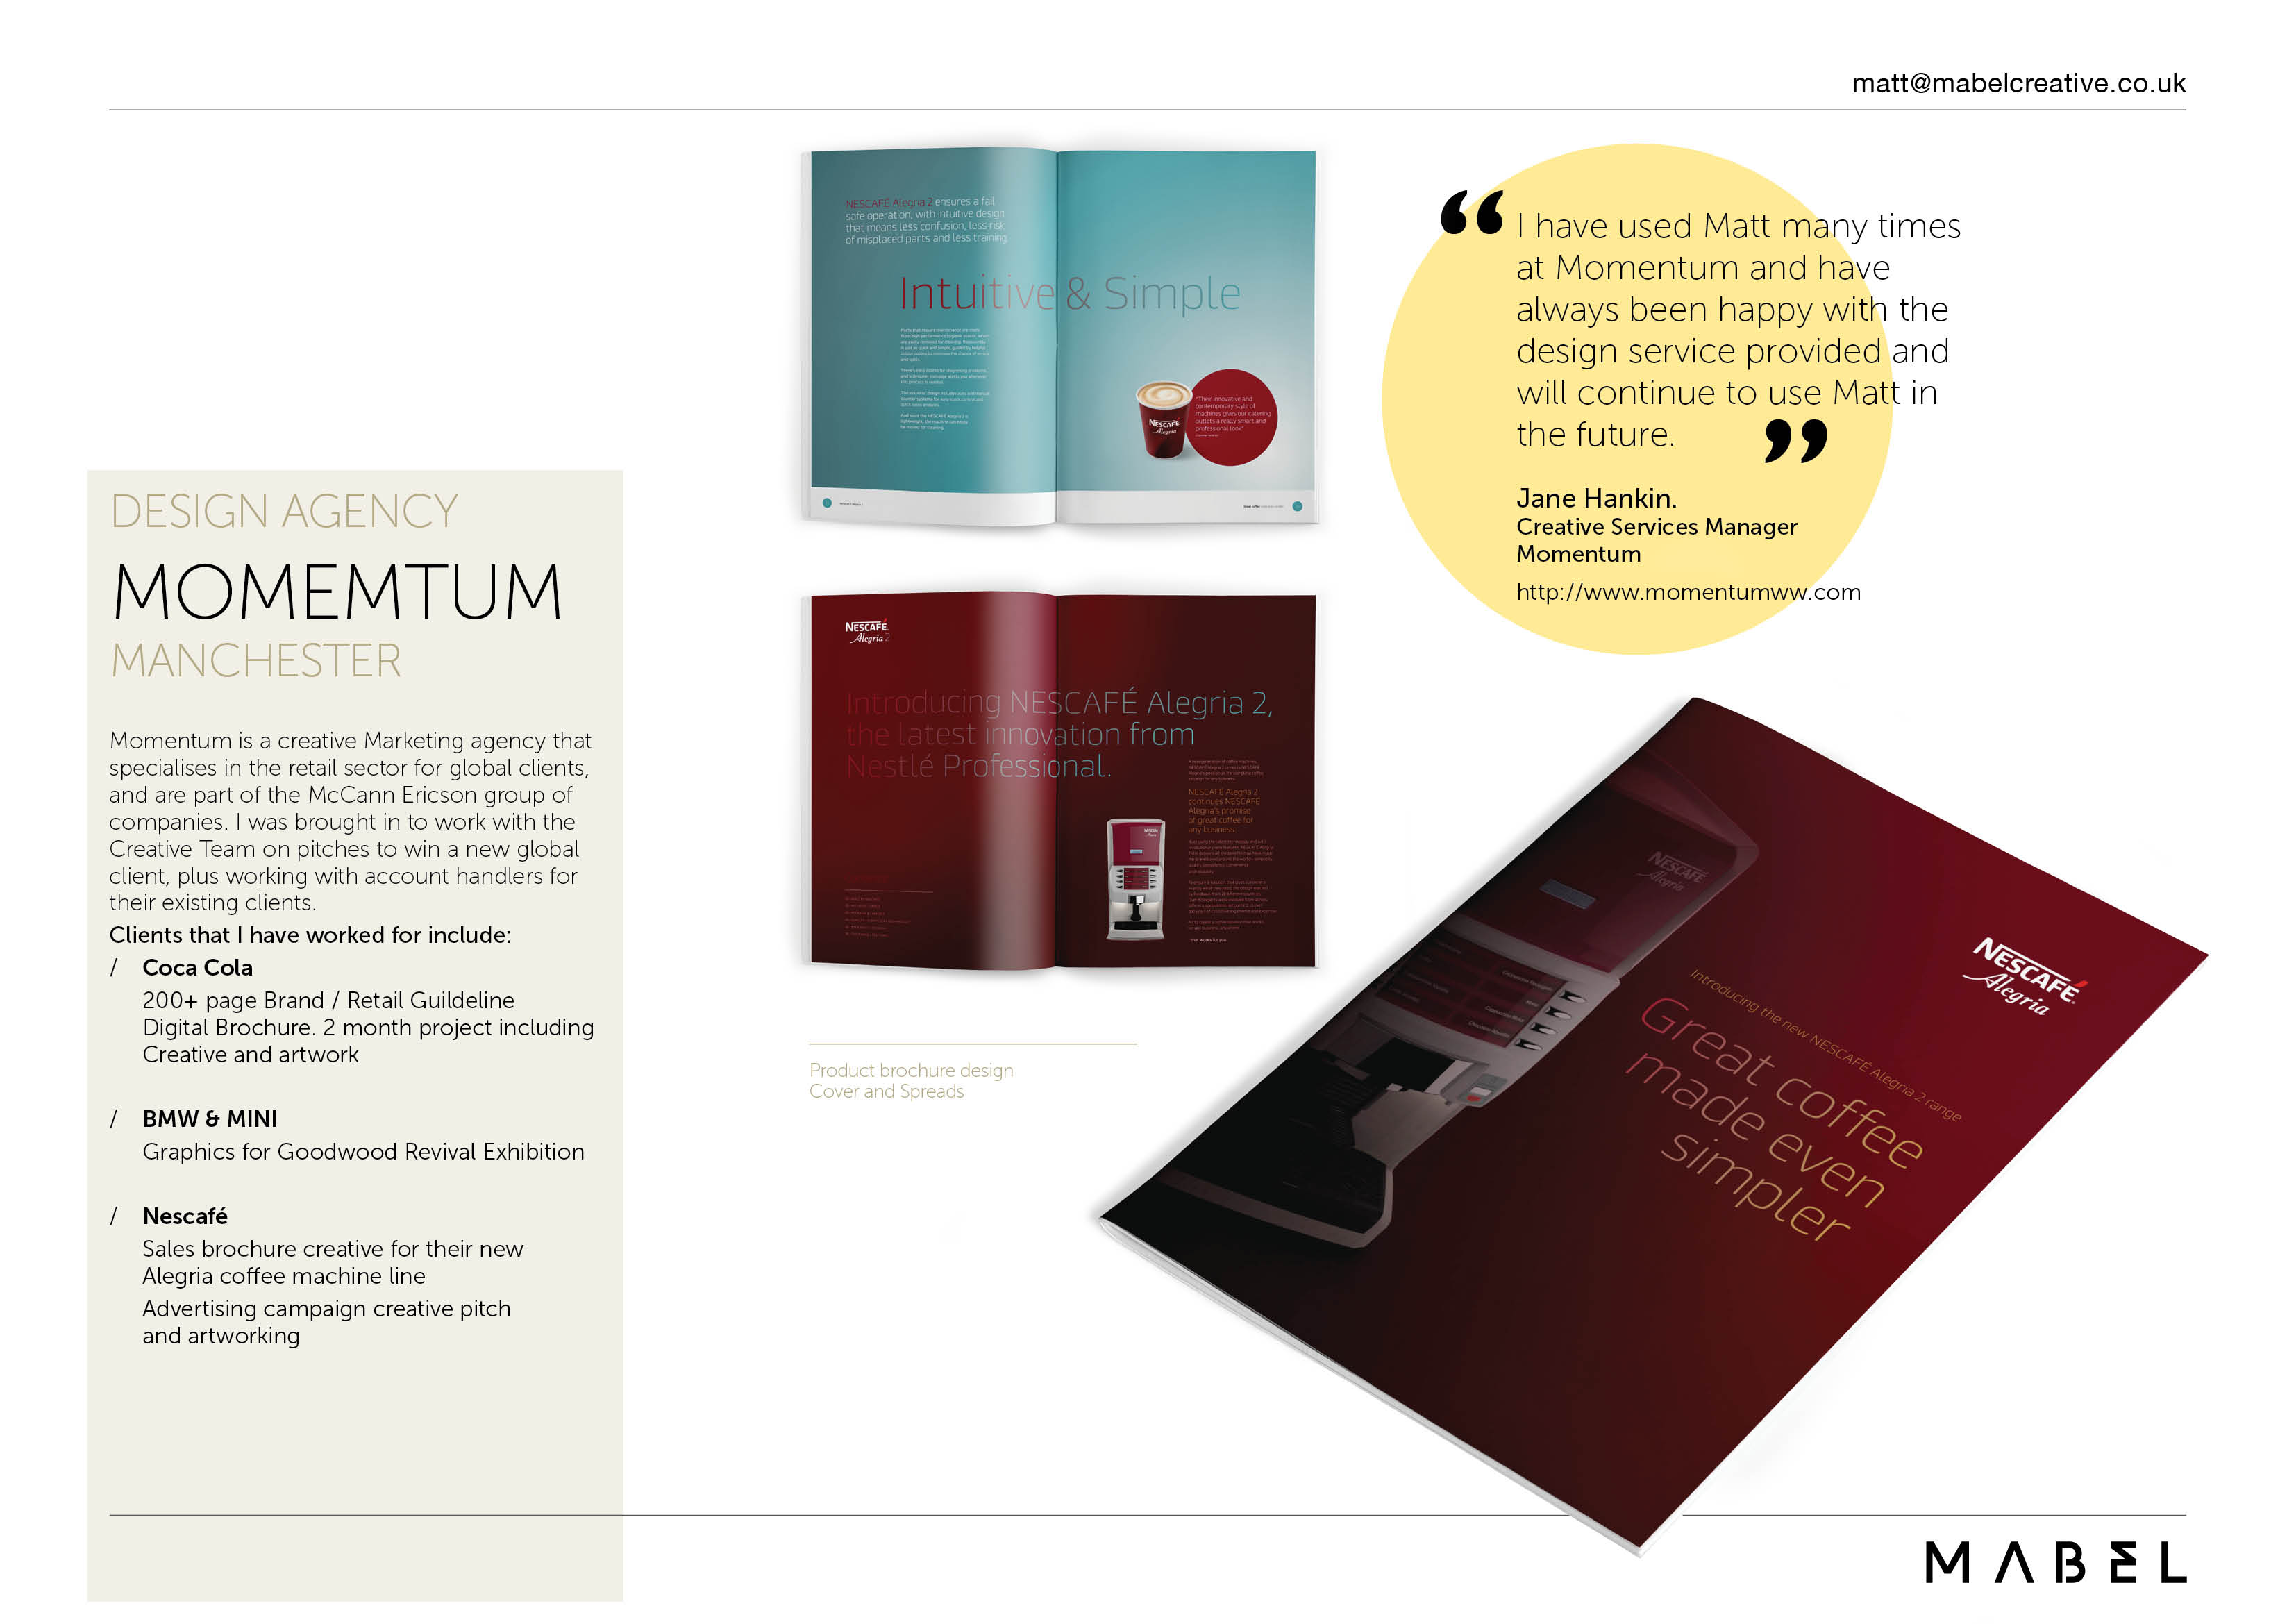 matt@mabelcreative.co.uk
DESIGN AGENCY
MOMEMTUM
MANCHESTER
Momentum is a creative Marketing agency that
specialises in the retail sector for global clients,
and are part of the McCann Ericson group of
companies. I was brought in to work with the
Creative Team on pitches to win a new global
client, plus working with account handlers for
their existing clients.
Clients that I have worked for include:
/ Coca Cola
200+ page Brand / Retail Guildeline
Digital Brochure. 2 month project including
Creative and artwork
/ BMW & MINI
Graphics for Goodwood Revival Exhibition
/ Nescafé
Sales brochure creative for their new
Alegria coffee machine line
Advertising campaign creative pitch
and artworking
NESCAFÉ Alegria 2 ensures a fail
safe operation, with intuitive design
that means less confusion, less risk
of misplaced parts and less training
Intuitive & Simple
NESCAFÉ
Alegria
"Their innovative and
contemporary style of
machines gives our catering
outlets a really smart and
professional look"
NESCAFÉ
Alegria 2
Introducing NESCAFÉ Alegria 2,
the latest innovation from
Nestlé Professional.
NESCAFÉ Alegria 2
continues NESCAFÉ
Alegria's promise
of great coffee for
any business.
that works for you.
Product brochure design
Cover and Spreads
“ I have used Matt many times
at Momentum and have
always been happy with the
design service provided and
will continue to use Matt in
the future. ”
Jane Hankin.
Creative Services Manager
Momentum
http://www.momentumww.com
NESCAFÉ
Alegria
NESCAFÉ
Alegria
Introducing the new NESCAFÉ Alegria 2 range
Great coffee
made even
simpler
MABEL